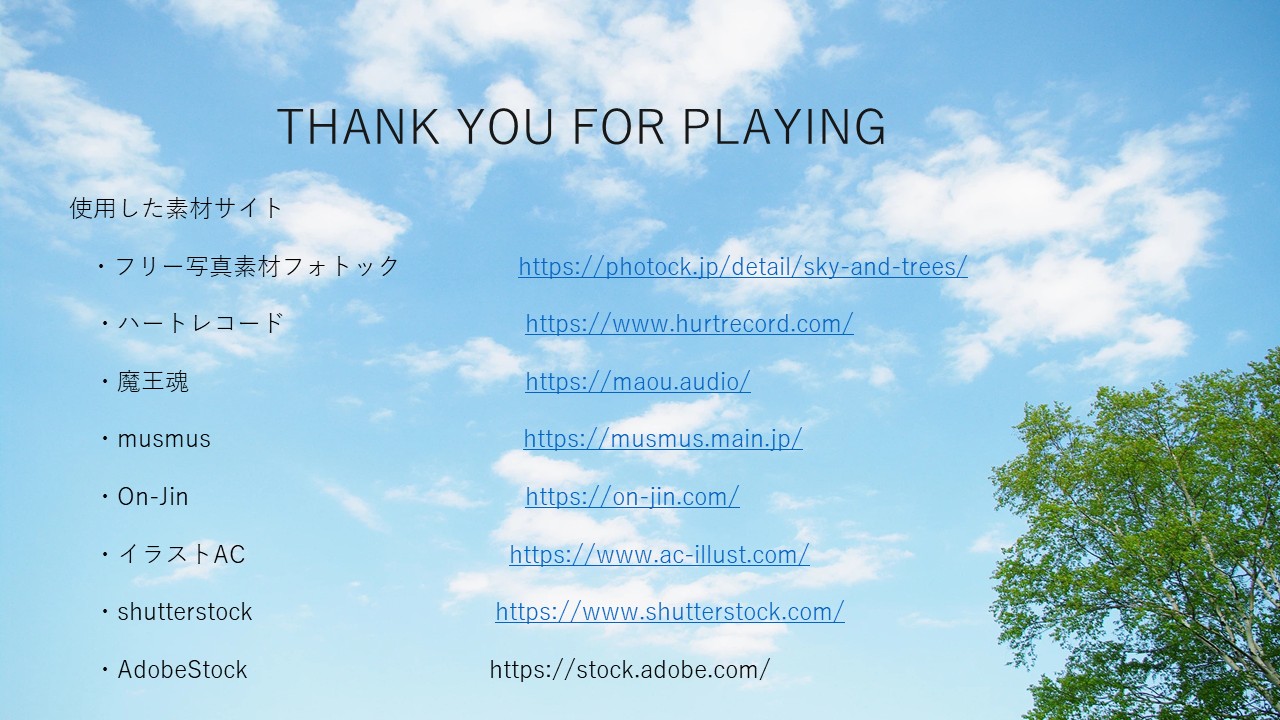 THANK YOU FOR PLAYING
使用した素材サイト
・フリー写真素材フォトック https://photock.jp/detail/sky-and-trees/
・ハートレコード https://www.hurtrecord.com/
・魔王魂 https://maou.audio/
・musmus https://musmus.main.jp/
・On-Jin https://on-jin.com/
・イラストAC https://www.ac-illust.com/
・shutterstock https://www.shutterstock.com/
・AdobeStock https://stock.adobe.com/